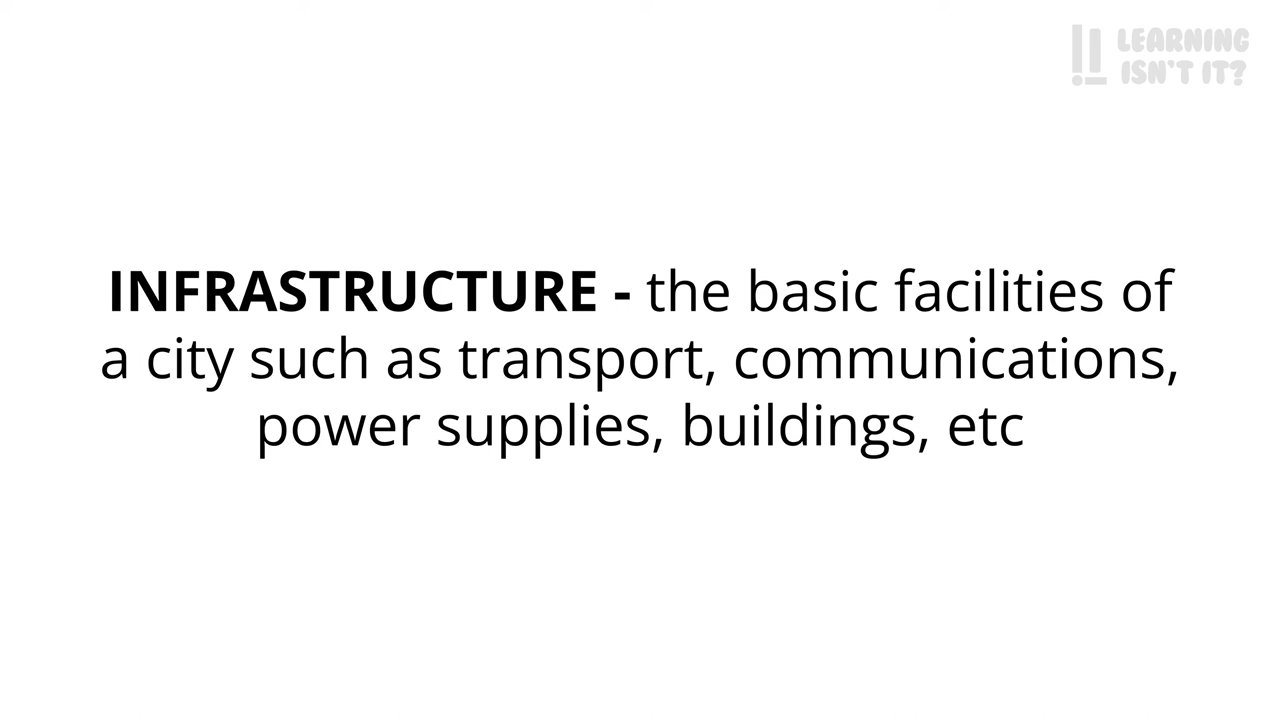 LEARNING
ISN'T IT?
INFRASTRUCTURE - the basic facilities of
a city such as transport, communications,
power supplies, buildings, etc